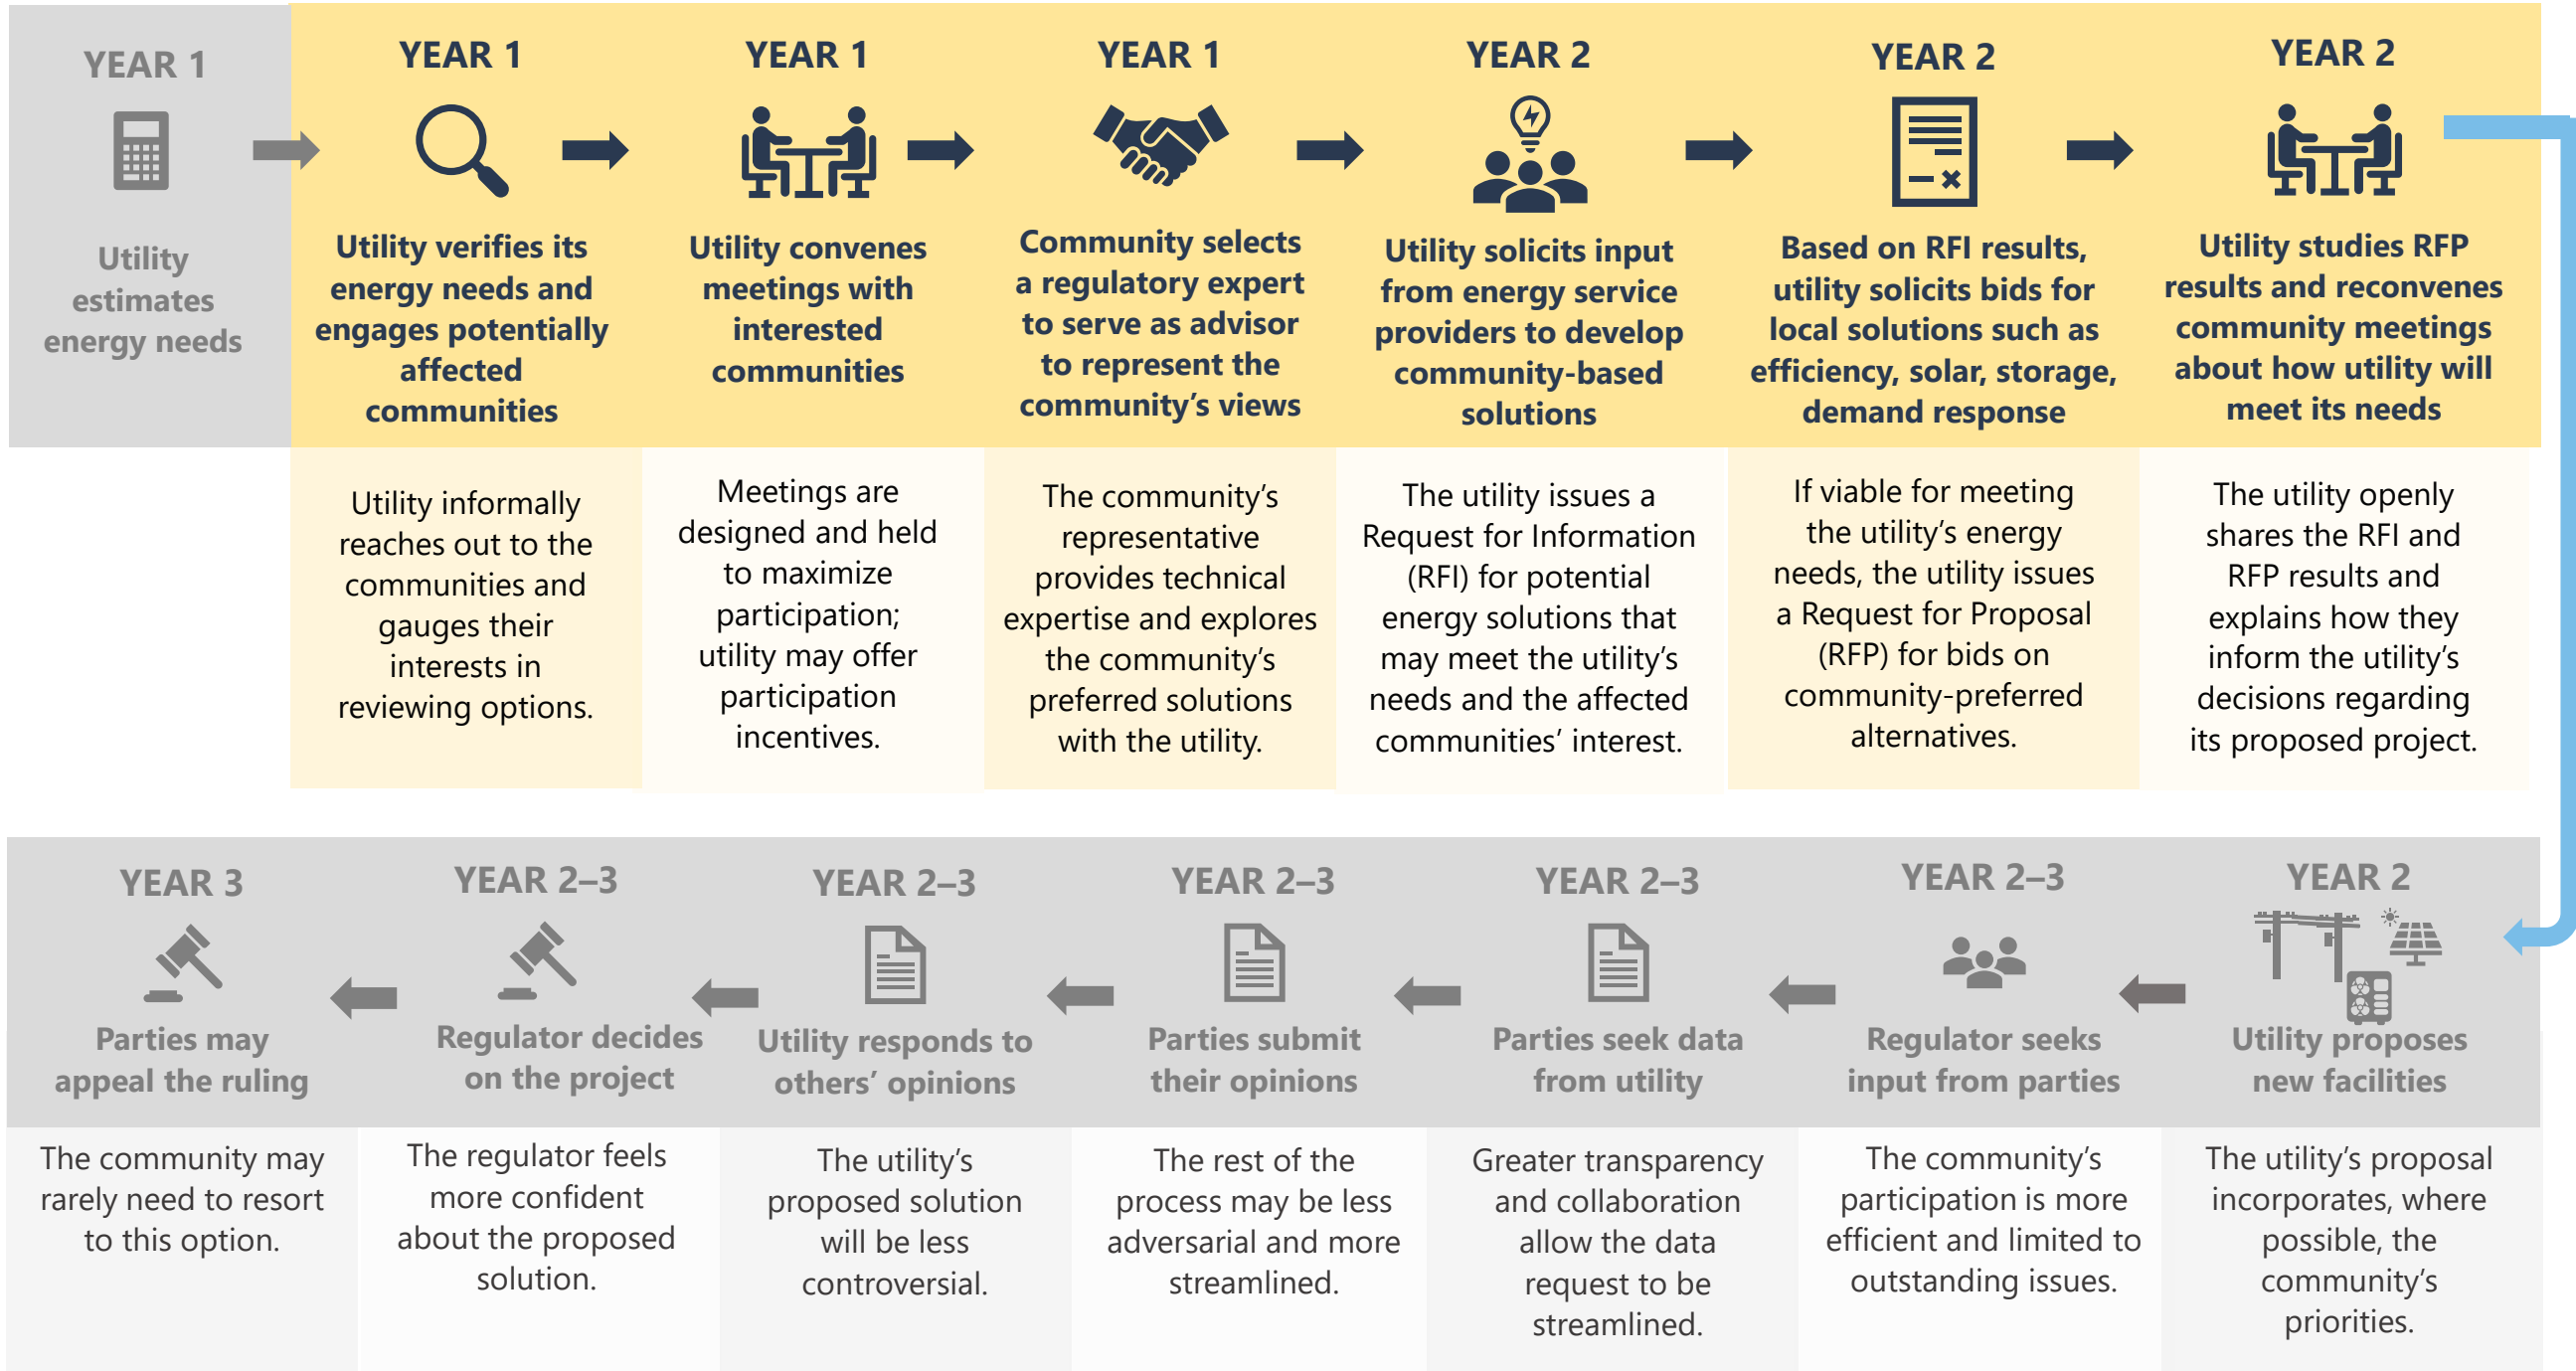 YEAR 1
Utility
estimates
energy needs
YEAR 1
Utility verifies its
energy needs and
engages potentially
affected
communities
Utility informally
reaches out to the
communities and
gauges their
interests in
reviewing options.
YEAR 1
Utility convenes
meetings with
interested
communities
Meetings are
designed and held
to maximize
participation;
utility may offer
participation
incentives.
YEAR 1
Community selects
a regulatory expert
to serve as advisor
to represent the
community’s views
The community’s
representative
provides technical
expertise and explores
the community’s
preferred solutions
with the utility.
YEAR 2
Utility solicits input
from energy service
providers to develop
community-based
solutions
The utility issues a
Request for Information
(RFI) for potential
energy solutions that
may meet the utility’s
needs and the affected
communities’ interest.
YEAR 2
Based on RFI results,
utility solicits bids for
local solutions such as
efficiency, solar, storage,
demand response
If viable for meeting
the utility’s energy
needs, the utility issues
a Request for Proposal
(RFP) for bids on
community-preferred
alternatives.
YEAR 2
Utility studies RFP
results and reconvenes
community meetings
about how utility will
meet its needs
The utility openly
shares the RFI and
RFP results and
explains how they
inform the utility’s
decisions regarding
its proposed project.
YEAR 2
Utility proposes
new facilities
The utility’s proposal
incorporates, where
possible, the
community’s
priorities.
YEAR 2–3
Regulator seeks
input from parties
The community’s
participation is more
efficient and limited to
outstanding issues.
YEAR 2–3
Parties seek data
from utility
Greater transparency
and collaboration
allow the data
request to be
streamlined.
YEAR 2–3
Parties submit
their opinions
The rest of the
process may be less
adversarial and more
streamlined.
YEAR 2–3
Utility responds to
others’ opinions
The utility’s
proposed solution
will be less
controversial.
YEAR 2–3
Regulator decides
on the project
The regulator feels
more confident
about the proposed
solution.
YEAR 3
Parties may
appeal the ruling
The community may
rarely need to resort
to this option.